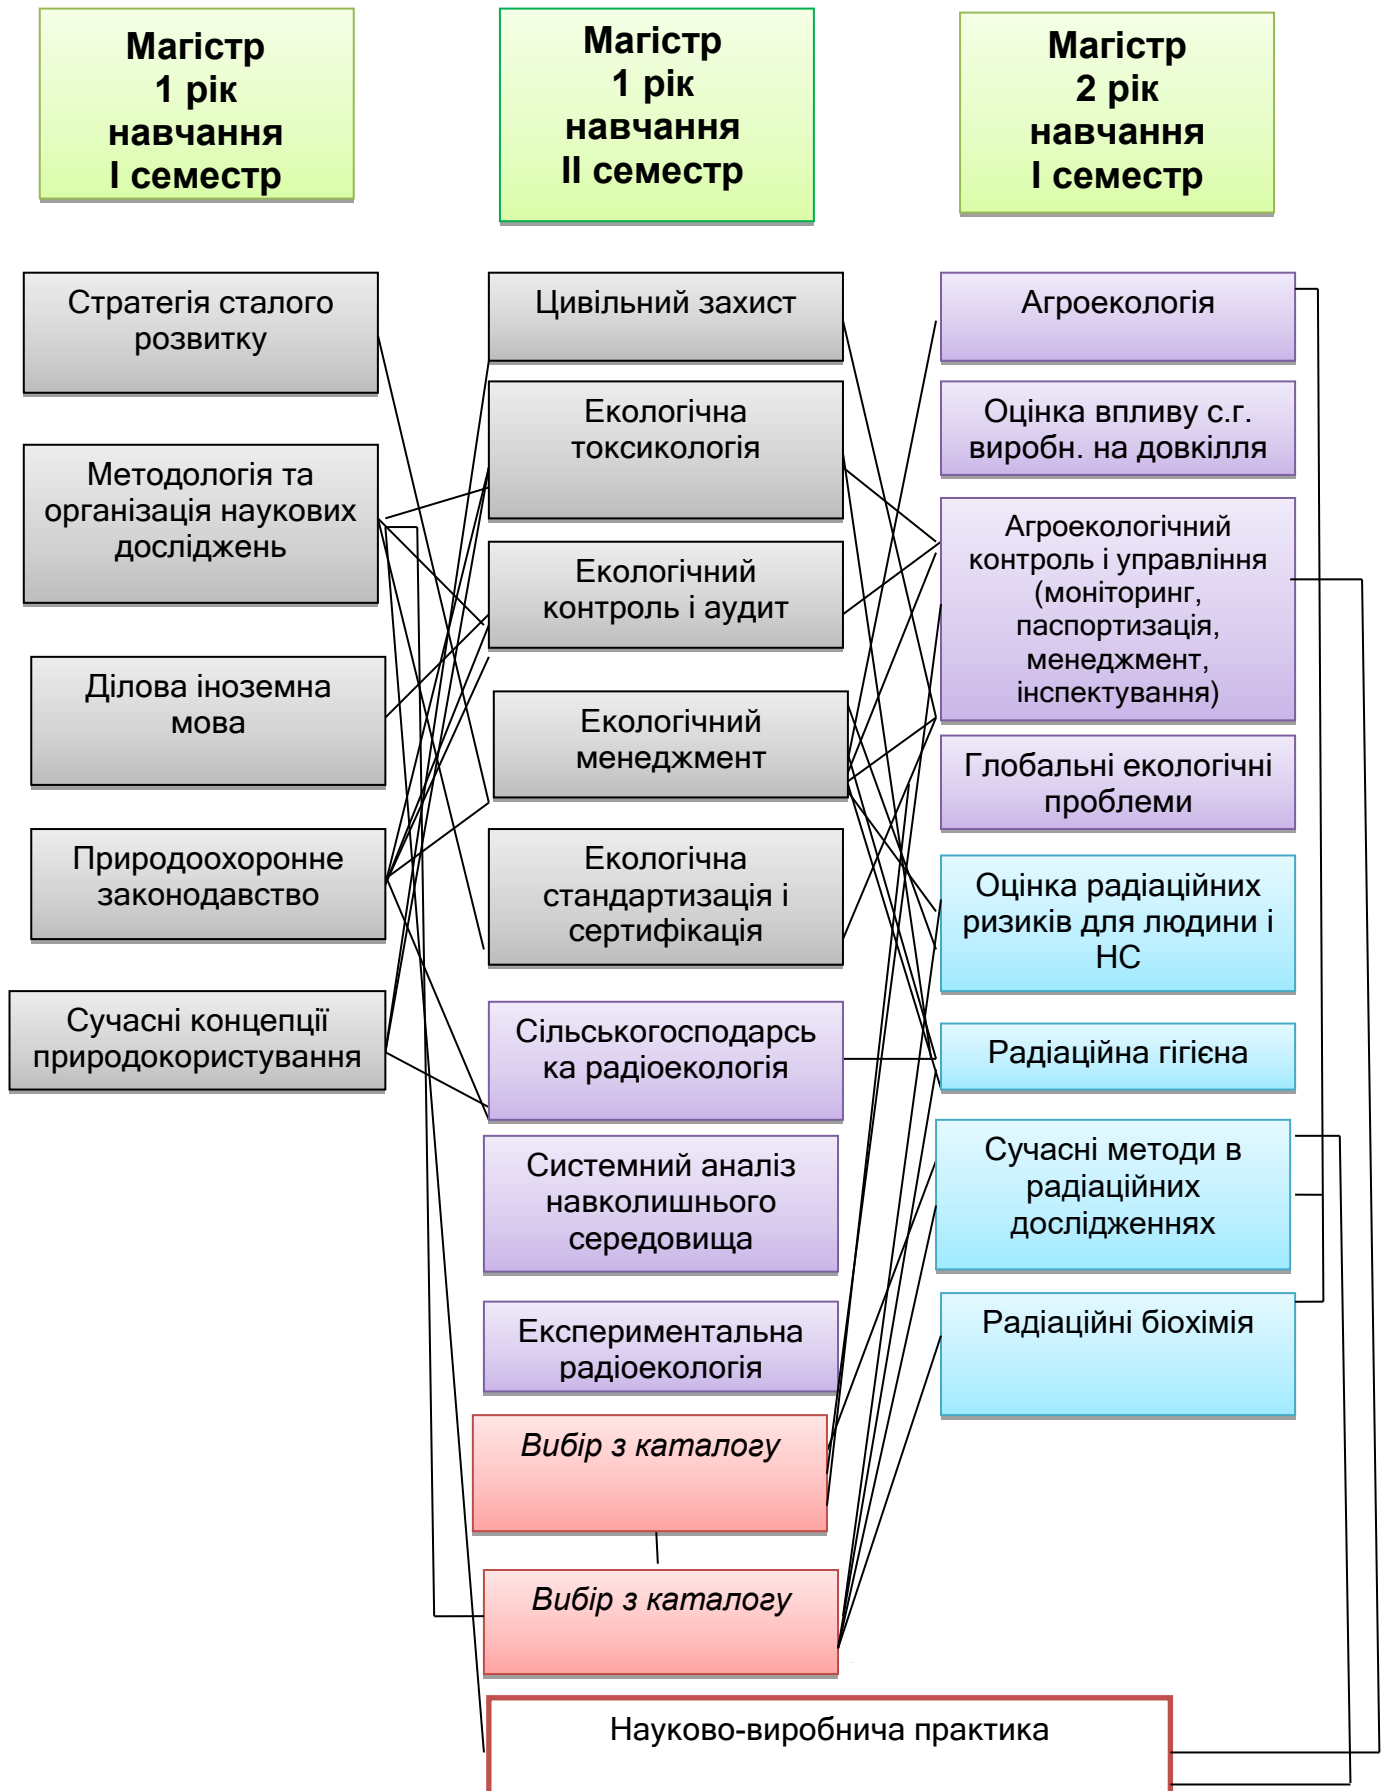 Магістр
1 рік
навчання
І семестр
Магістр
1 рік
навчання
ІІ семестр
Магістр
2 рік
навчання
І семестр
Стратегія сталого
розвитку
Методологія та
організація наукових
досліджень
Ділова іноземна
мова
Природоохоронне
законодавство
Сучасні концепції
природокористування
Цивільний захист
Екологічна
токсикологія
Екологічний
контроль і аудит
Екологічний
менеджмент
Екологічна
стандартизація і
сертифікація
Сільськогосподарсь
ка радіоекологія
Системний аналіз
навколишнього
середовища
Експериментальна
радіоекологія
Вибір з каталогу
Вибір з каталогу
Агроекологія
Оцінка впливу с.г.
виробн. на довкілля
Агроекологічний
контроль і управління
(моніторинг,
паспортизація,
менеджмент,
інспектування)
Глобальні екологічні
проблеми
Оцінка радіаційних
ризиків для людини і
НС
Радіаційна гігієна
Сучасні методи в
радіаційних
дослідженнях
Радіаційні біохімія
Науково-виробнича практика